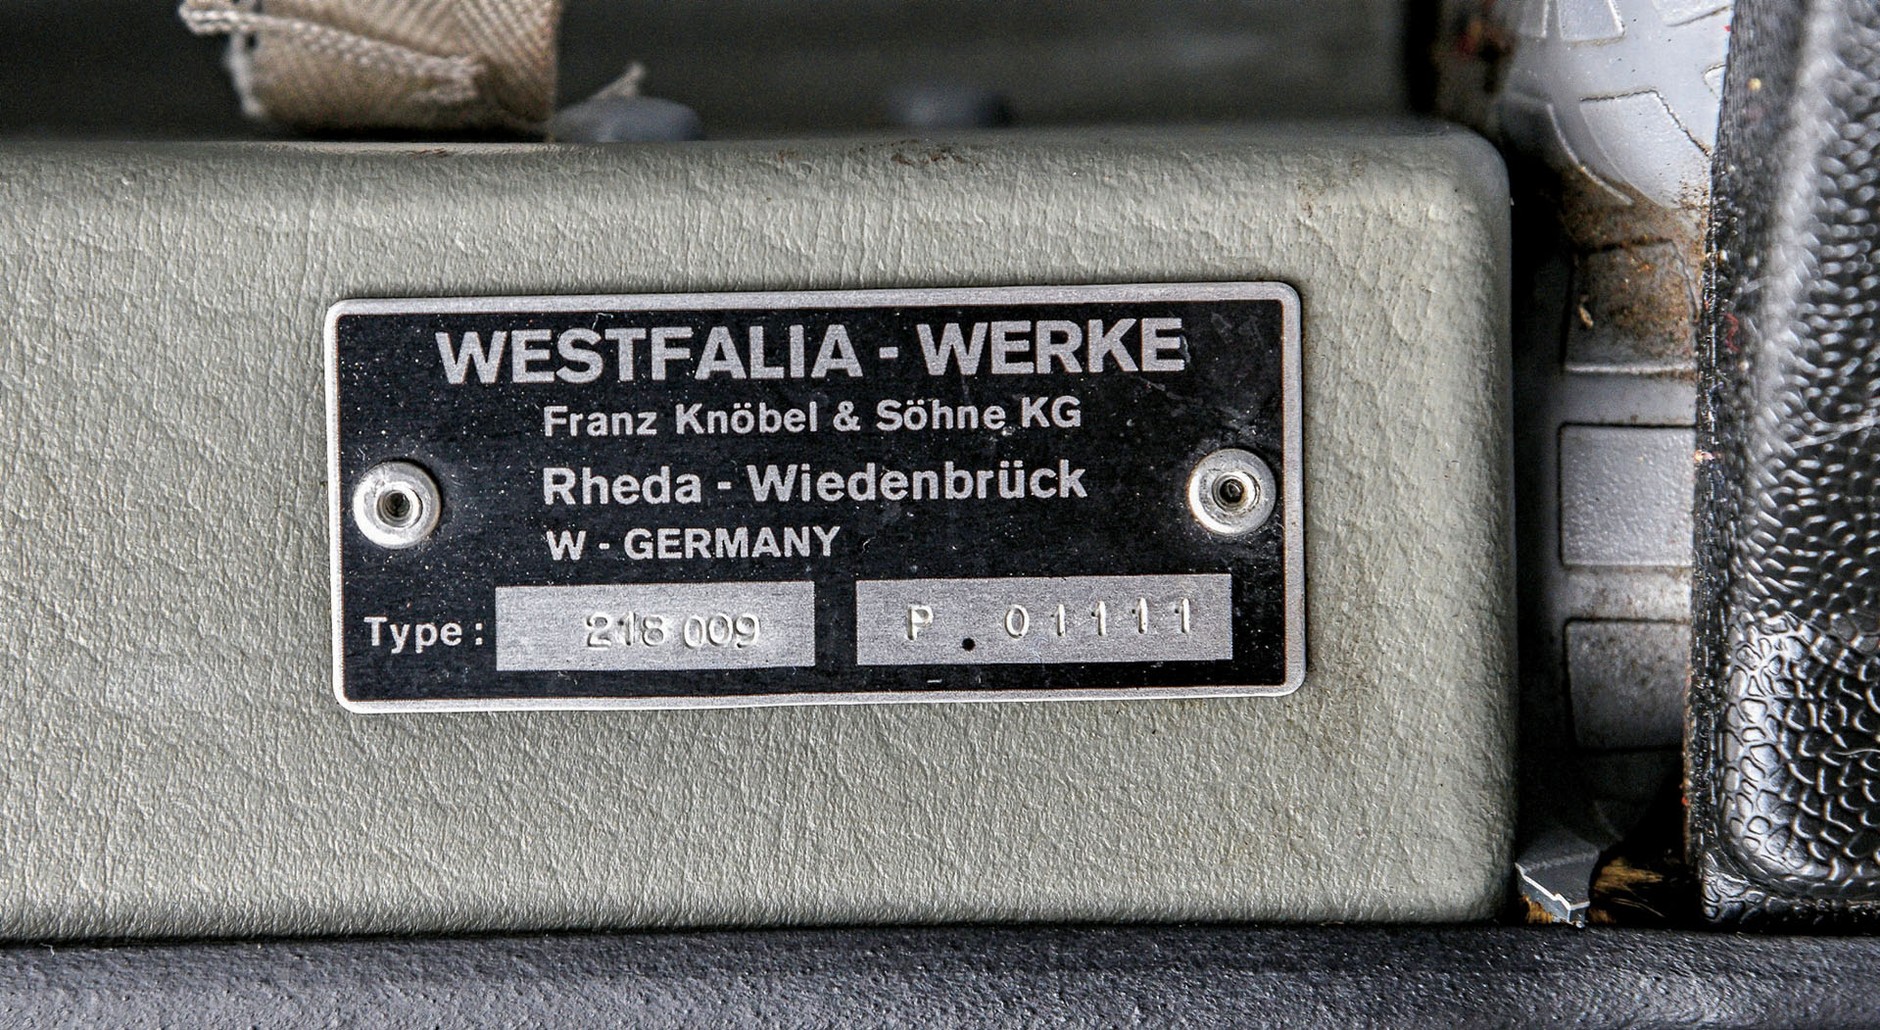 WESTFALIA - WERKE
Franz Knöbel & Söhne KG
Rheda - Wiedenbrück
W - GERMANY
Type: 218 009 P. 01111